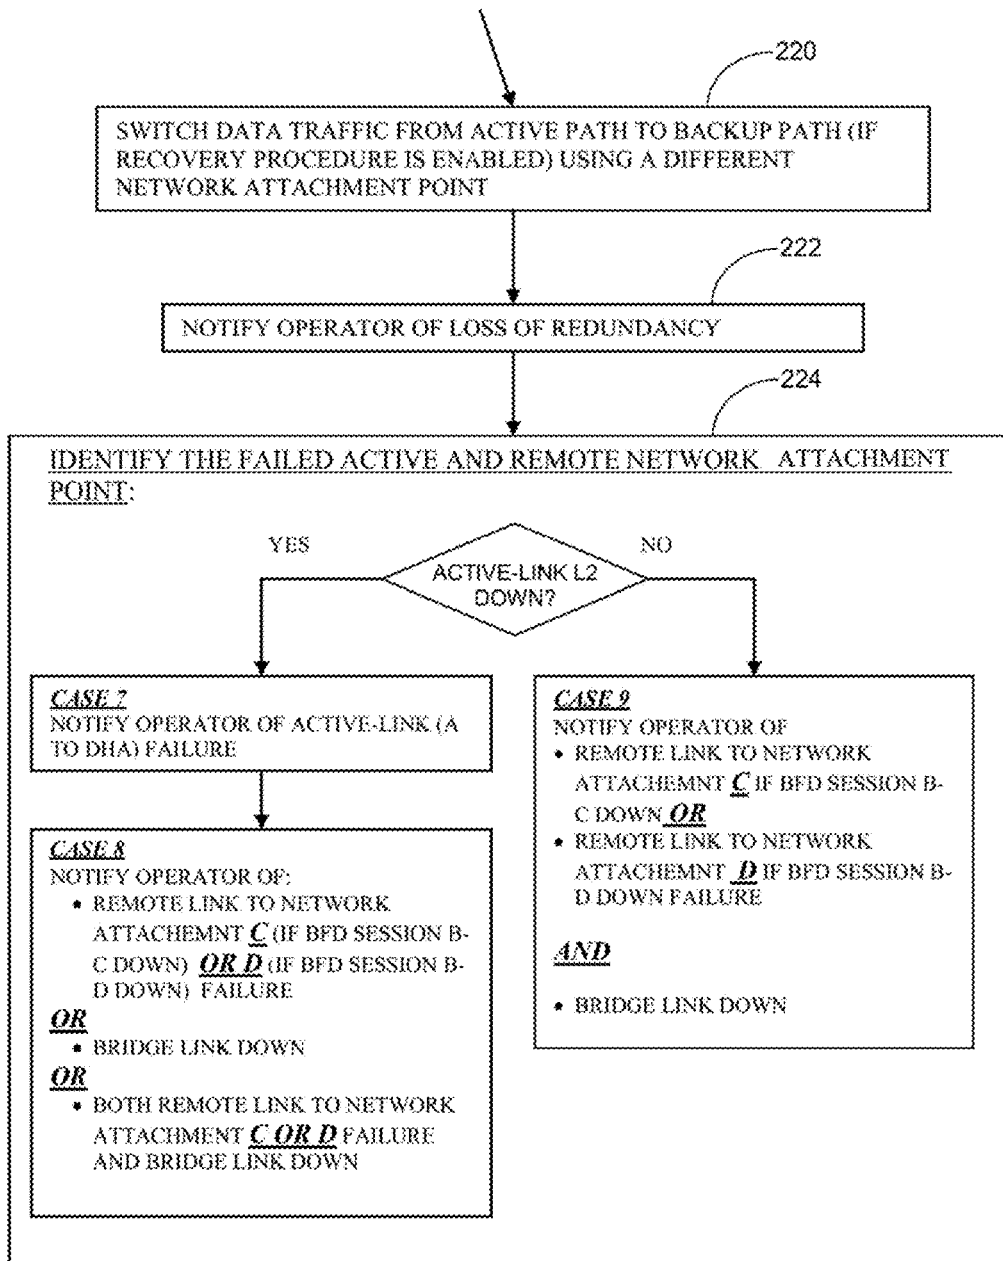 220
SWITCH DATA TRAFFIC FROM ACTIVE PATH TO BACKUP PATH (IF
RECOVERY PROCEDURE IS ENABLED) USING A DIFFERENT
NETWORK ATTACHMENT POINT
222
NOTIFY OPERATOR OF LOSS OF REDUNDANCY
224
IDENTIFY THE FAILED ACTIVE AND REMOTE NETWORK ATTACHMENT
POINT:
YES
NO
ACTIVE-LINK L2
DOWN?
CASE 7
NOTIFY OPERATOR OF ACTIVE-LINK (A
TO DHA) FAILURE
CASE 8
NOTIFY OPERATOR OF:
• REMOTE LINK TO NETWORK
ATTACHEMNT C (IF BFD SESSION B-
C DOWN) OR D (IF BFD SESSION B-
D DOWN) FAILURE
OR
• BRIDGE LINK DOWN
OR
• BOTH REMOTE LINK TO NETWORK
ATTACHMENT C OR D FAILURE
AND BRIDGE LINK DOWN
CASE 9
NOTIFY OPERATOR OF
• REMOTE LINK TO NETWORK
ATTACHEMNT C IF BFD SESSION B-
C DOWN OR
• REMOTE LINK TO NETWORK
ATTACHEMNT D IF BFD SESSION B-
D DOWN FAILURE
AND
• BRIDGE LINK DOWN